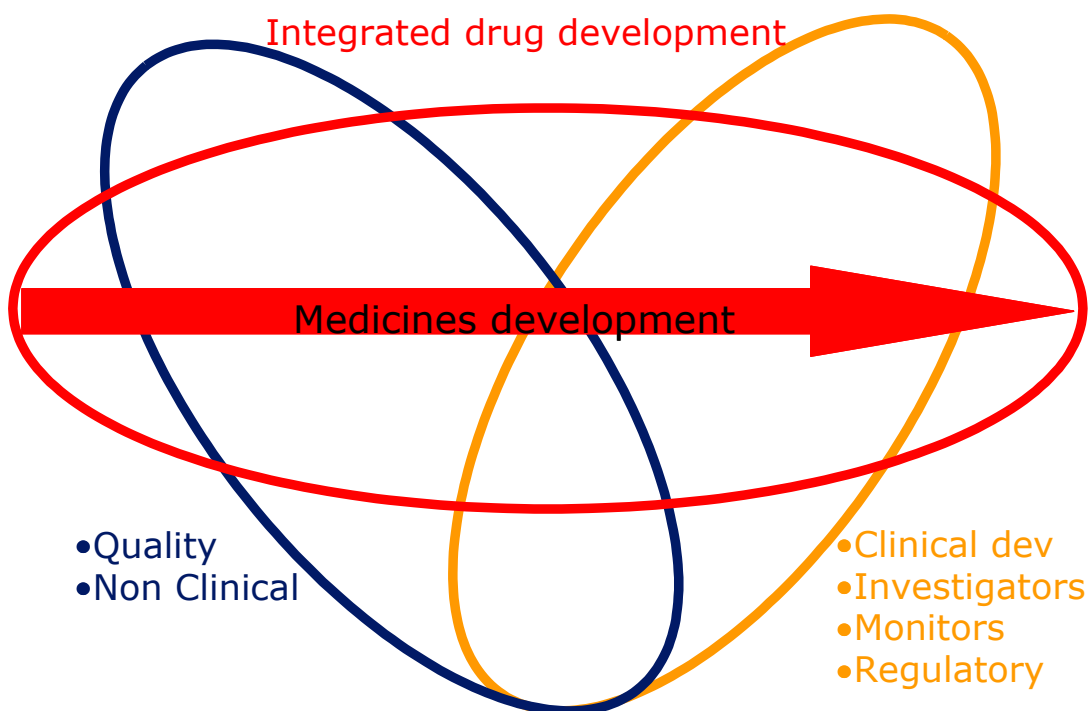 Integrated drug development
Medicines development
•Quality
•Non Clinical
•Clinical dev
•Investigators
•Monitors
•Regulatory